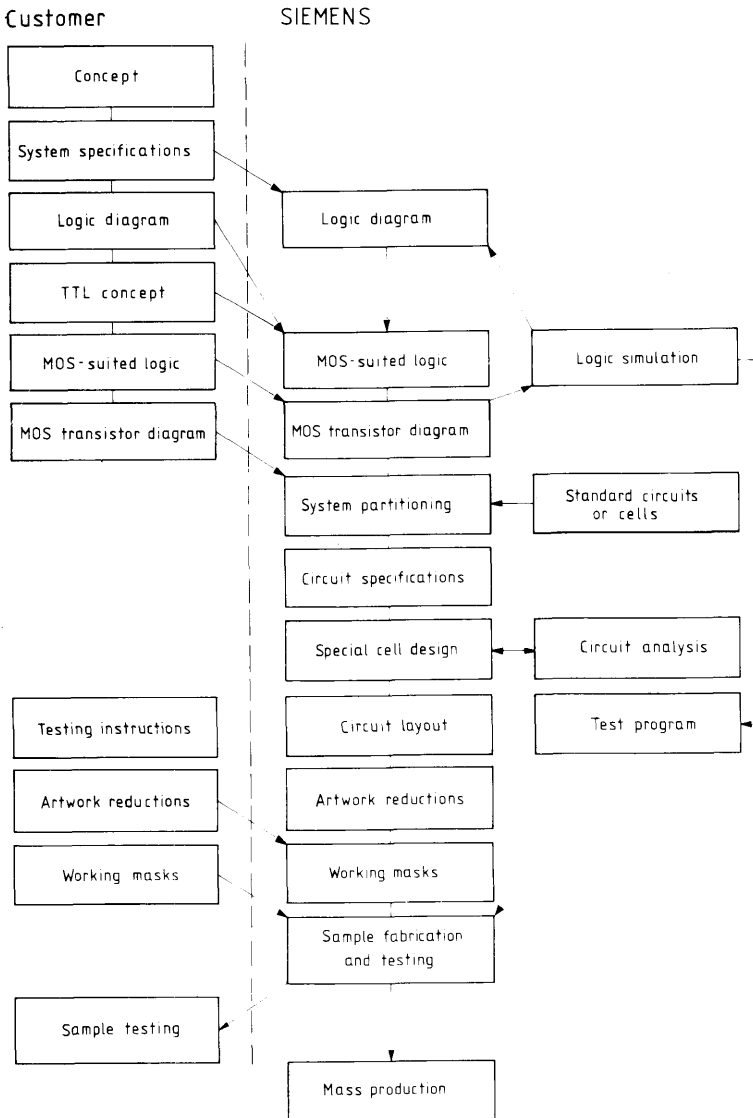 Customer
SIEMENS
Concept
System specifications
Logic diagram
Logic diagram
TTL concept
MOS-suited logic
MOS-suited logic
Logic simulation
MOS transistor diagram
MOS transistor diagram
System partitioning
Standard circuits
or cells
Circuit specifications
Special cell design
Circuit analysis
Testing instructions
Circuit layout
Test program
Artwork reductions
Artwork reductions
Working masks
Working masks
Sample fabrication
and testing
Sample testing
Mass production